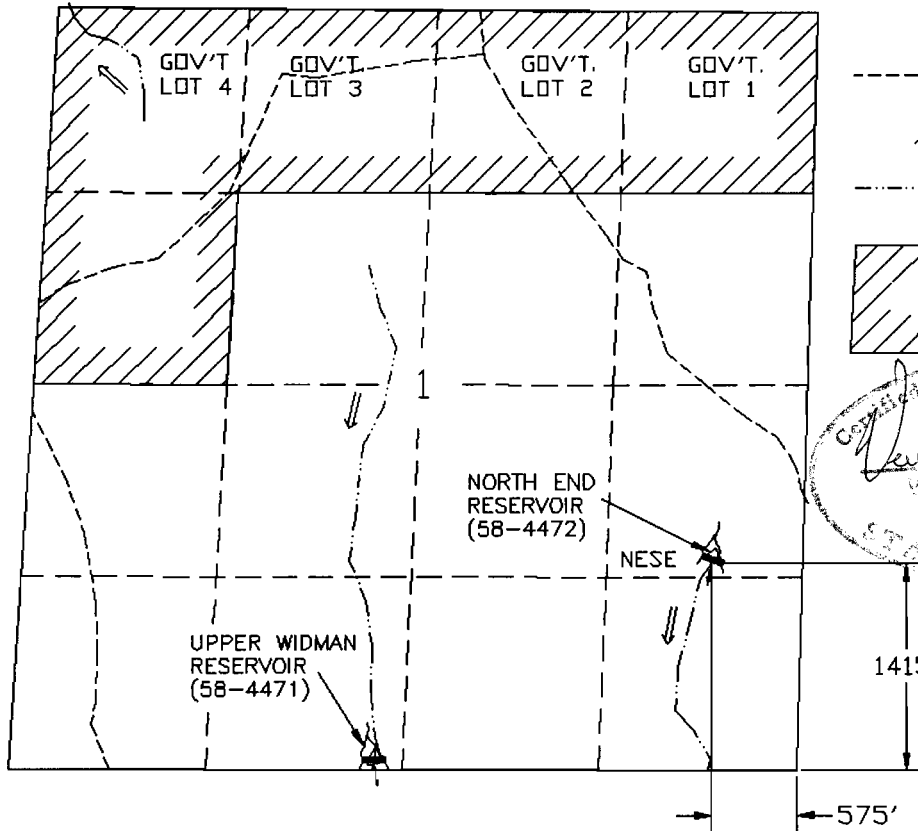 GOV'T
LOT 4
GOV'T
LOT 3
GOV'T.
LOT 2
GOV'T.
LOT 1
1
NORTH END
RESERVOIR
(58-4472)
NESE
UPPER WIDMAN
RESERVOIR
(58-4471)
575'